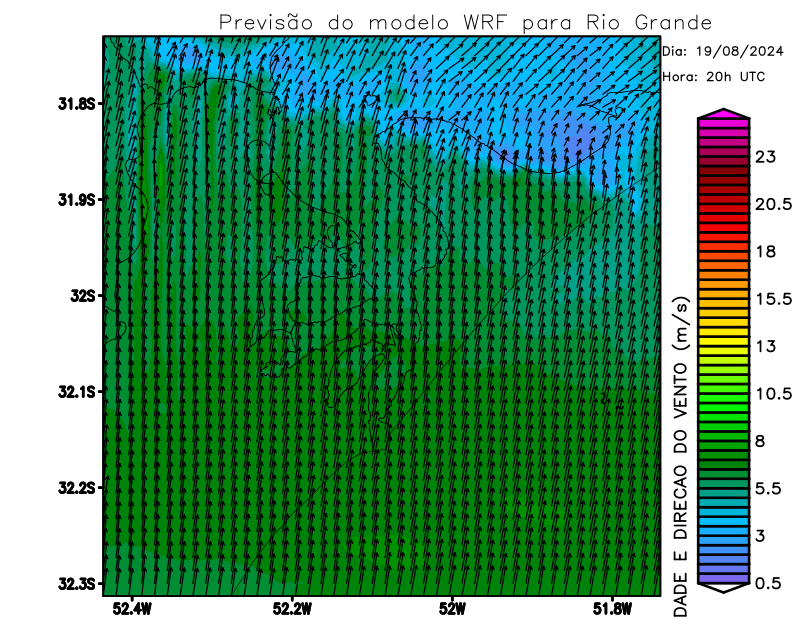 Previsão do modelo WRF para Rio Grande
Dia: 19/08/2024
Hora: 20h UTC
31.8S
31.9S
32S
32.1S
32.2S
32.3S
52.4W
52.2W
52W
51.8W
23
20.5
18
15.5
13
10.5
8
5.5
3
0.5
DADE E DIRECAO DO VENTO (m/s)